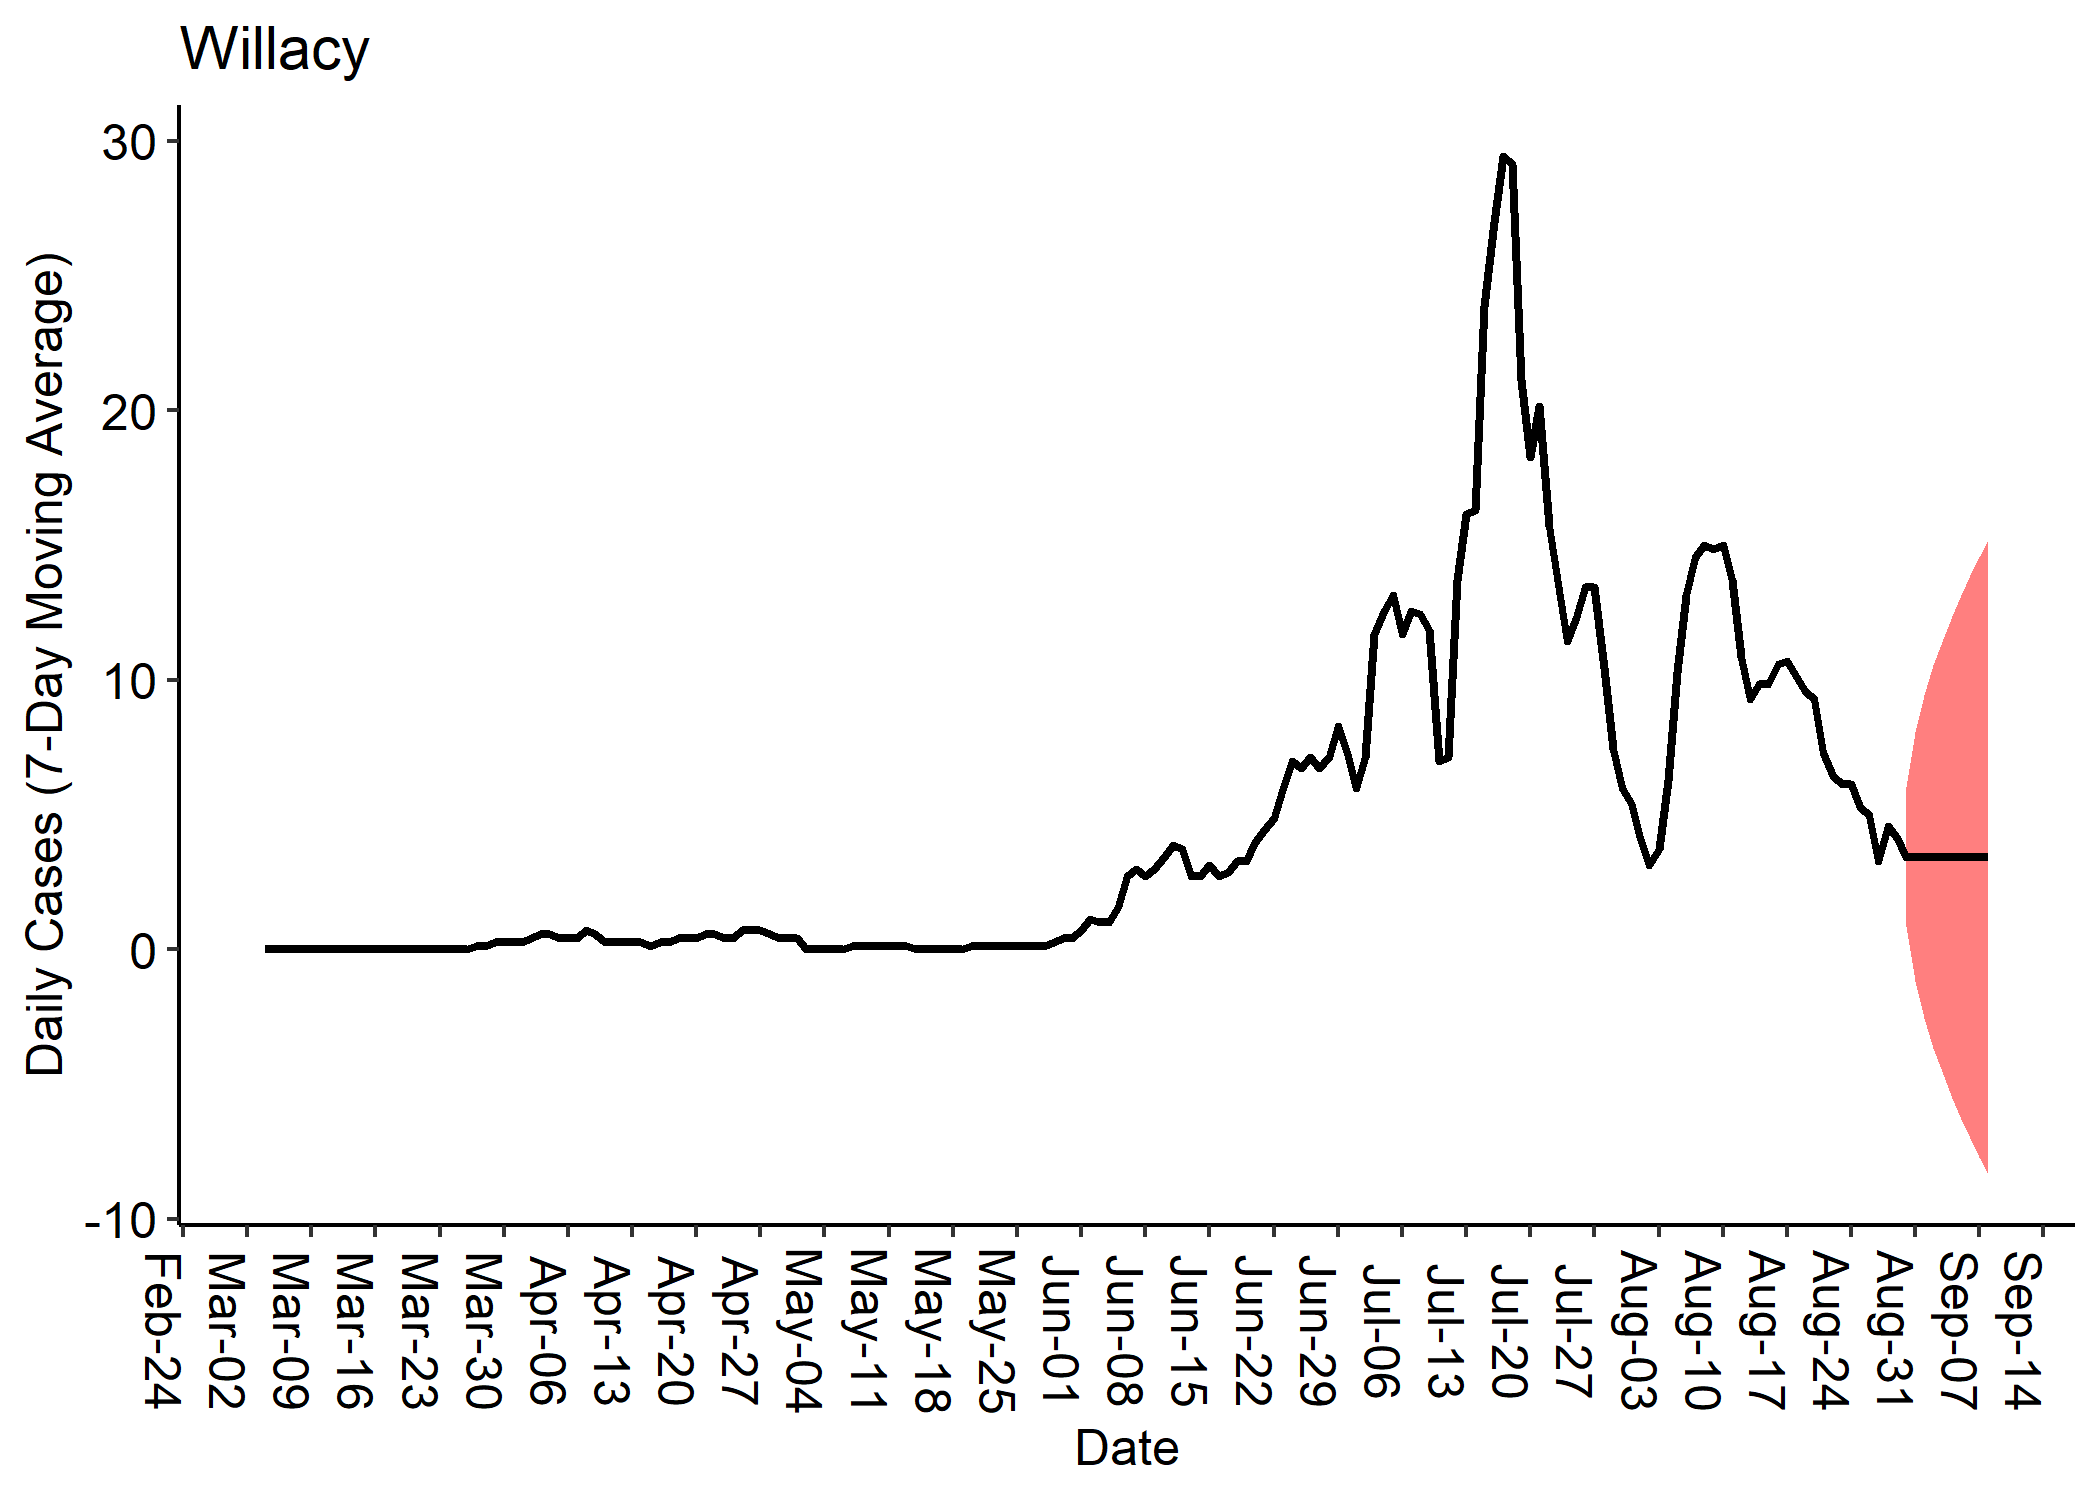 Willacy
Daily Cases (7-Day Moving Average)
30
20
10
0
-10
Feb-24
Mar-02
Mar-09
Mar-16
Mar-23
Mar-30
Apr-06
Apr-13
Apr-20
Apr-27
May-04
May-11
May-18
May-25
Jun-01
Jun-08
Jun-15
Jun-22
Jun-29
Jul-06
Jul-13
Jul-20
Jul-27
Aug-03
Aug-10
Aug-17
Aug-24
Aug-31
Sep-07
Sep-14
Date